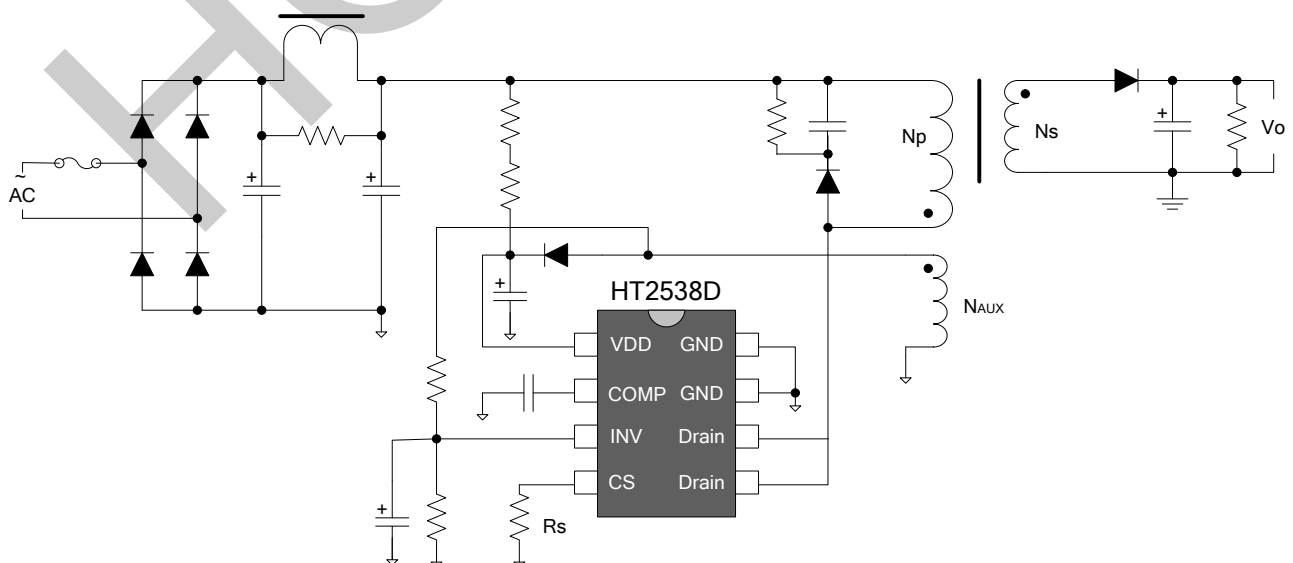 ~
AC
Np
Ns
Vo
NAUX
HT2538D
VDD GND
COMP GND
INV Drain
CS Drain
Rs
+
+
+
+
+